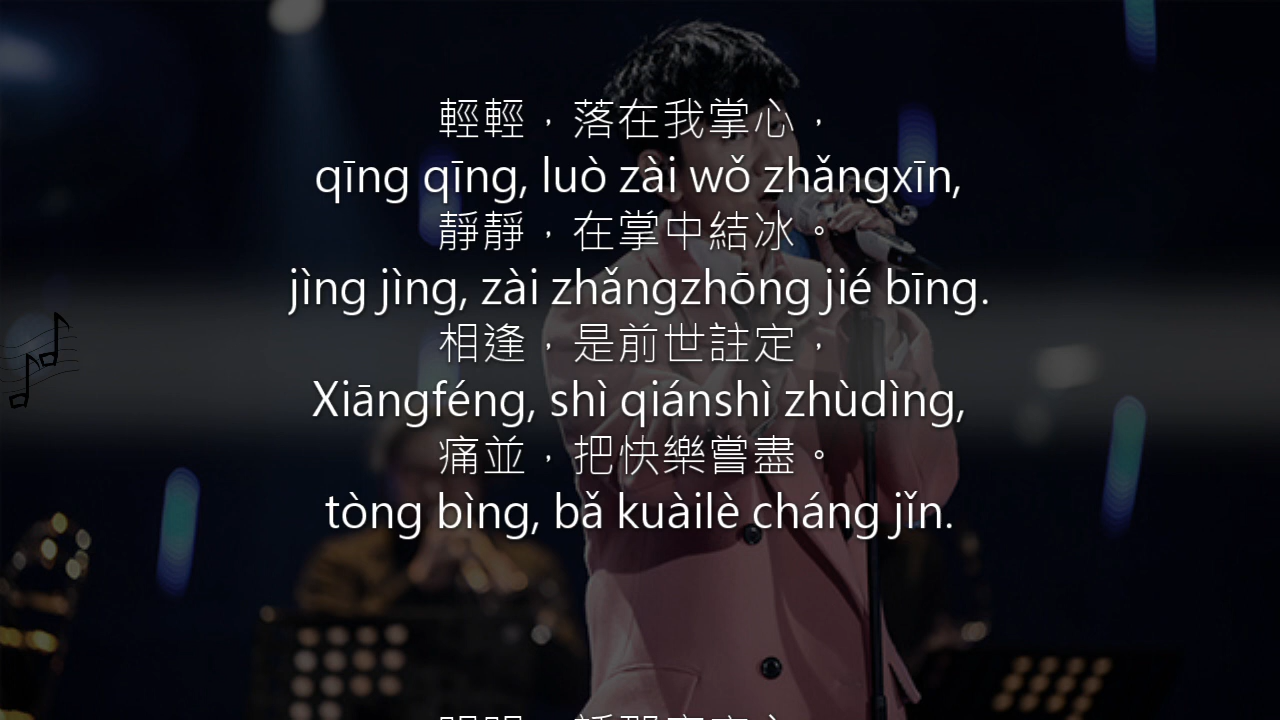 輕輕，落在我掌心，
qīng qīng, luò zài wǒ zhǎngxīn,
靜靜，在掌中結冰。
jìng jìng, zài zhǎngzhōng jié bīng.
相逢，是前世註定，
Xiāngféng, shì qiánshì zhùdìng,
痛並，把快樂嘗盡。
tòng bìng, bǎ kuàilè cháng jǐn.